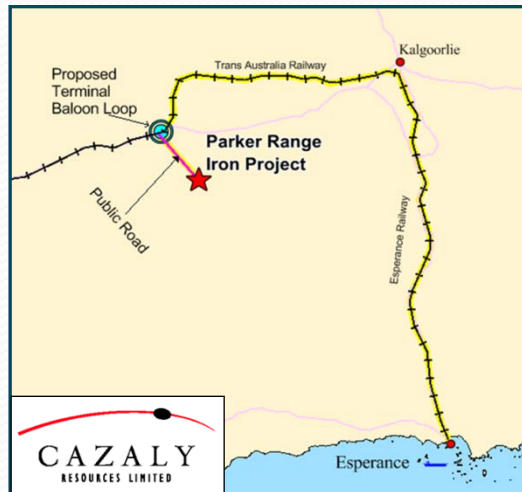 Trans Australia Railway
Kalgoorlie
Proposed
Terminal
Baloon Loop
Parker Range
Iron Project
Public Road
Esperance Railway
Esperance
CAZALY
RESOURCES LIMITED